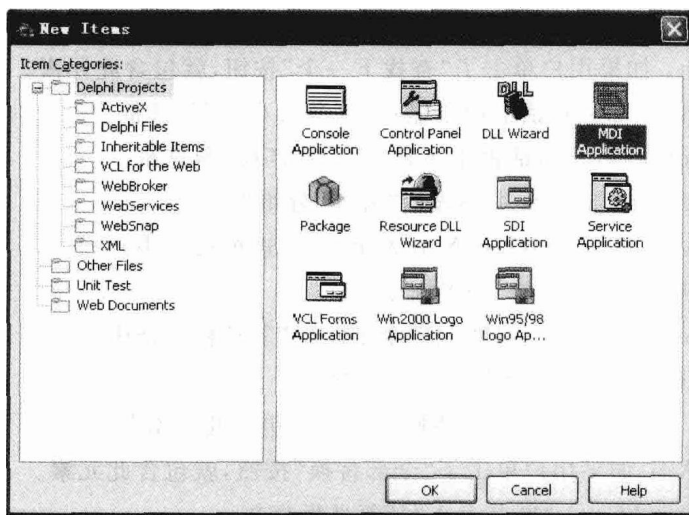 New Items
Item Categories:
Delphi Projects
ActiveX
Delphi Files
Inheritable Items
VCL for the Web
WebBroker
WebServices
WebSnap
XML
Other Files
Unit Test
Web Documents
Console Application
Control Panel Application
DLL Wizard
MDI Application
Package
Resource DLL Wizard
SDI Application
Service Application
VCL Forms Application
Win2000 Logo Application
Win95/98 Logo Ap...
OK
Cancel
Help